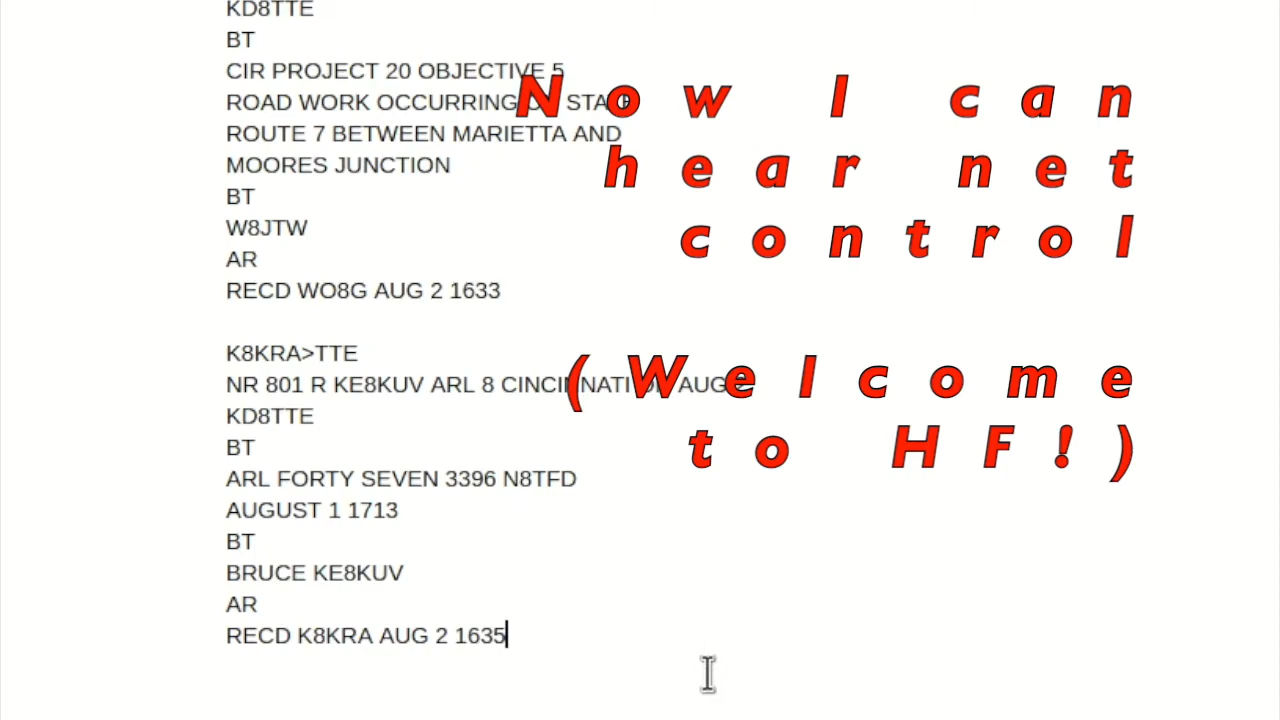 KD8TTE
BT
CIR PROJECT 20 OBJECTIVE 5
ROAD WORK OCCURRING STATE
ROUTE 7 BETWEEN MARIETTA AND
MOORES JUNCTION
BT
W8JTW
AR
RECD WO8G AUG 2 1633
K8KRA>TTE
NR 801 R KE8KUV ARL 8 CINCINNATI AUG
KD8TTE
BT
ARL FORTY SEVEN 3396 N8TFD
AUGUST 1 1713
BT
BRUCE KE8KUV
AR
RECD K8KRA AUG 2 1635
Now I can
hear net
control
(Welcome
to HF!)